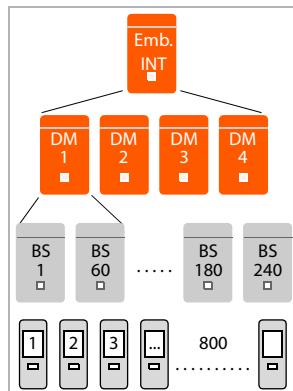 Emb.
INT
DM DM DM DM
1 2 3 4
BS BS BS BS
1 60 ..... 180 240
1 2 3 ... 800
..........